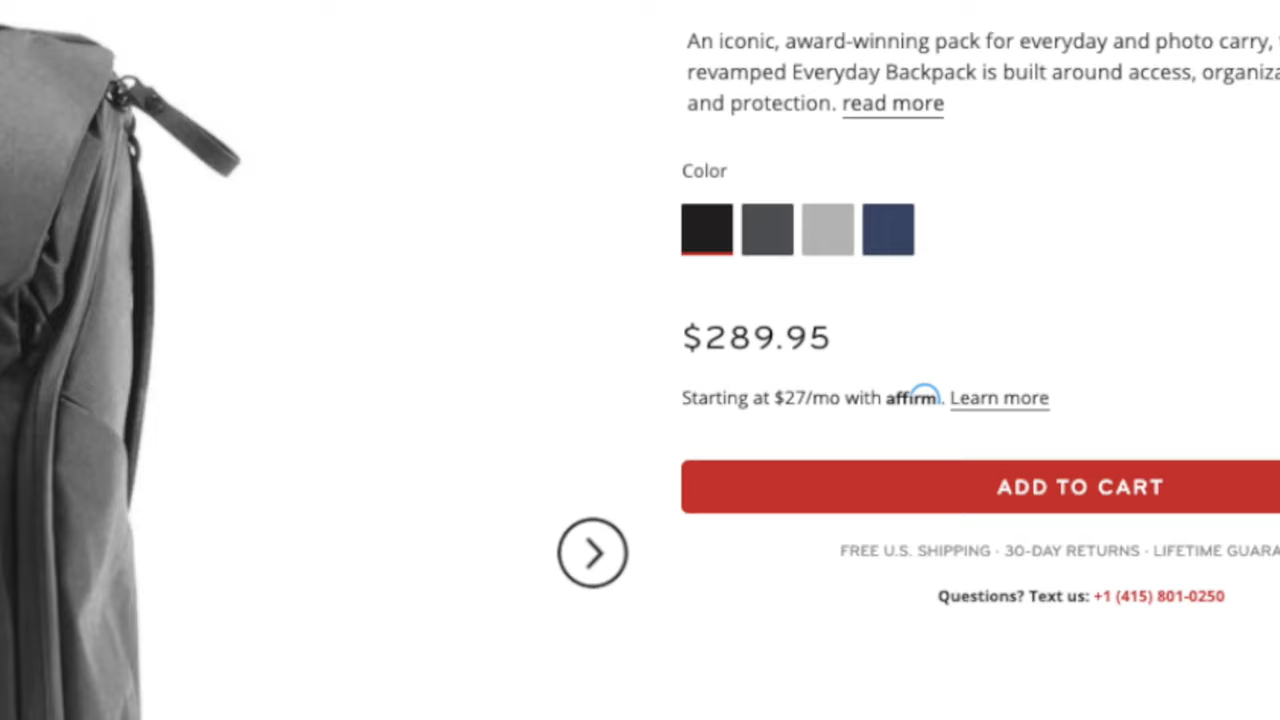 An iconic, award-winning pack for everyday and photo carry,
revamped Everyday Backpack is built around access,
and protection. read more
Color
$289.95
Starting at $27/mo with affirm. Learn more
ADD TO CART
FREE U.S. SHIPPING · 30-DAY RETURNS · LIFETIME
Questions? Text us: +1 (415) 801-0250